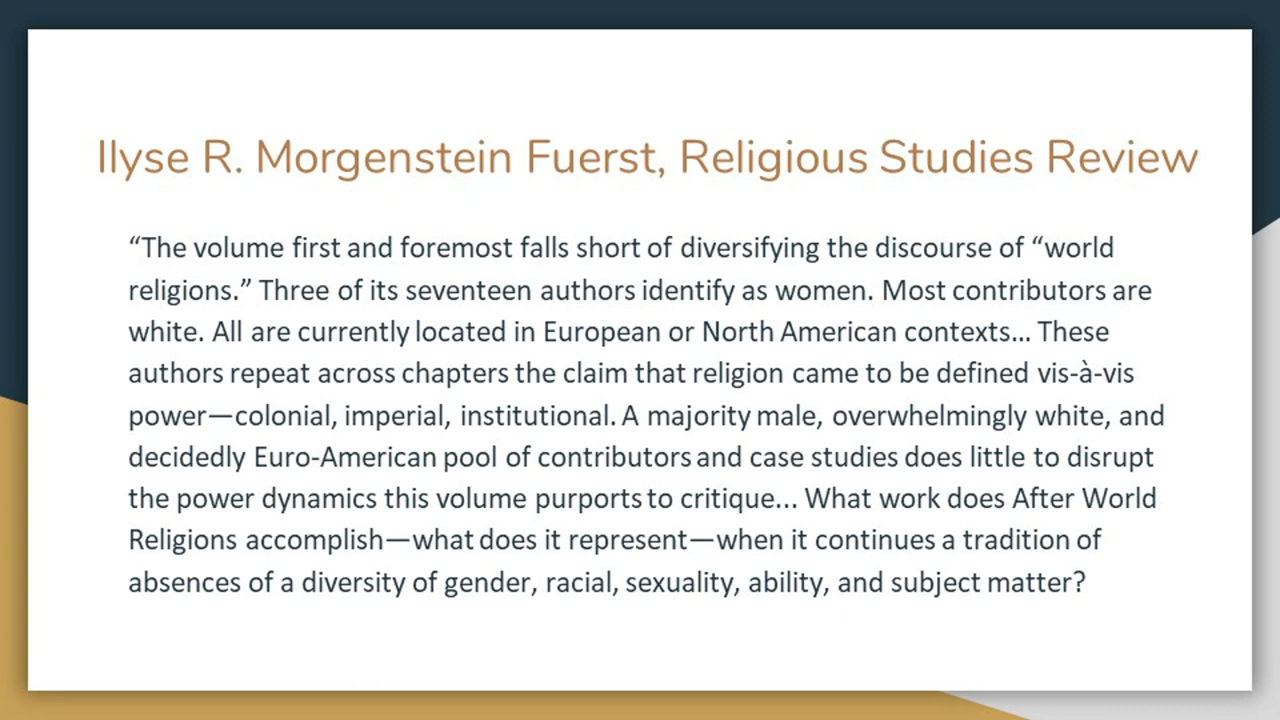 Ilyse R. Morgenstein Fuerst, Religious Studies Review
“The volume first and foremost falls short of diversifying the discourse of “world
religions.” Three of its seventeen authors identify as women. Most contributors are
white. All are currently located in European or North American contexts... These
authors repeat across chapters the claim that religion came to be defined vis-à-vis
power—colonial, imperial, institutional. A majority male, overwhelmingly white, and
decidedly Euro-American pool of contributors and case studies does little to disrupt
the power dynamics this volume purports to critique... What work does After World
Religions accomplish—what does it represent—when it continues a tradition of
absences of a diversity of gender, racial, sexuality, ability, and subject matter?